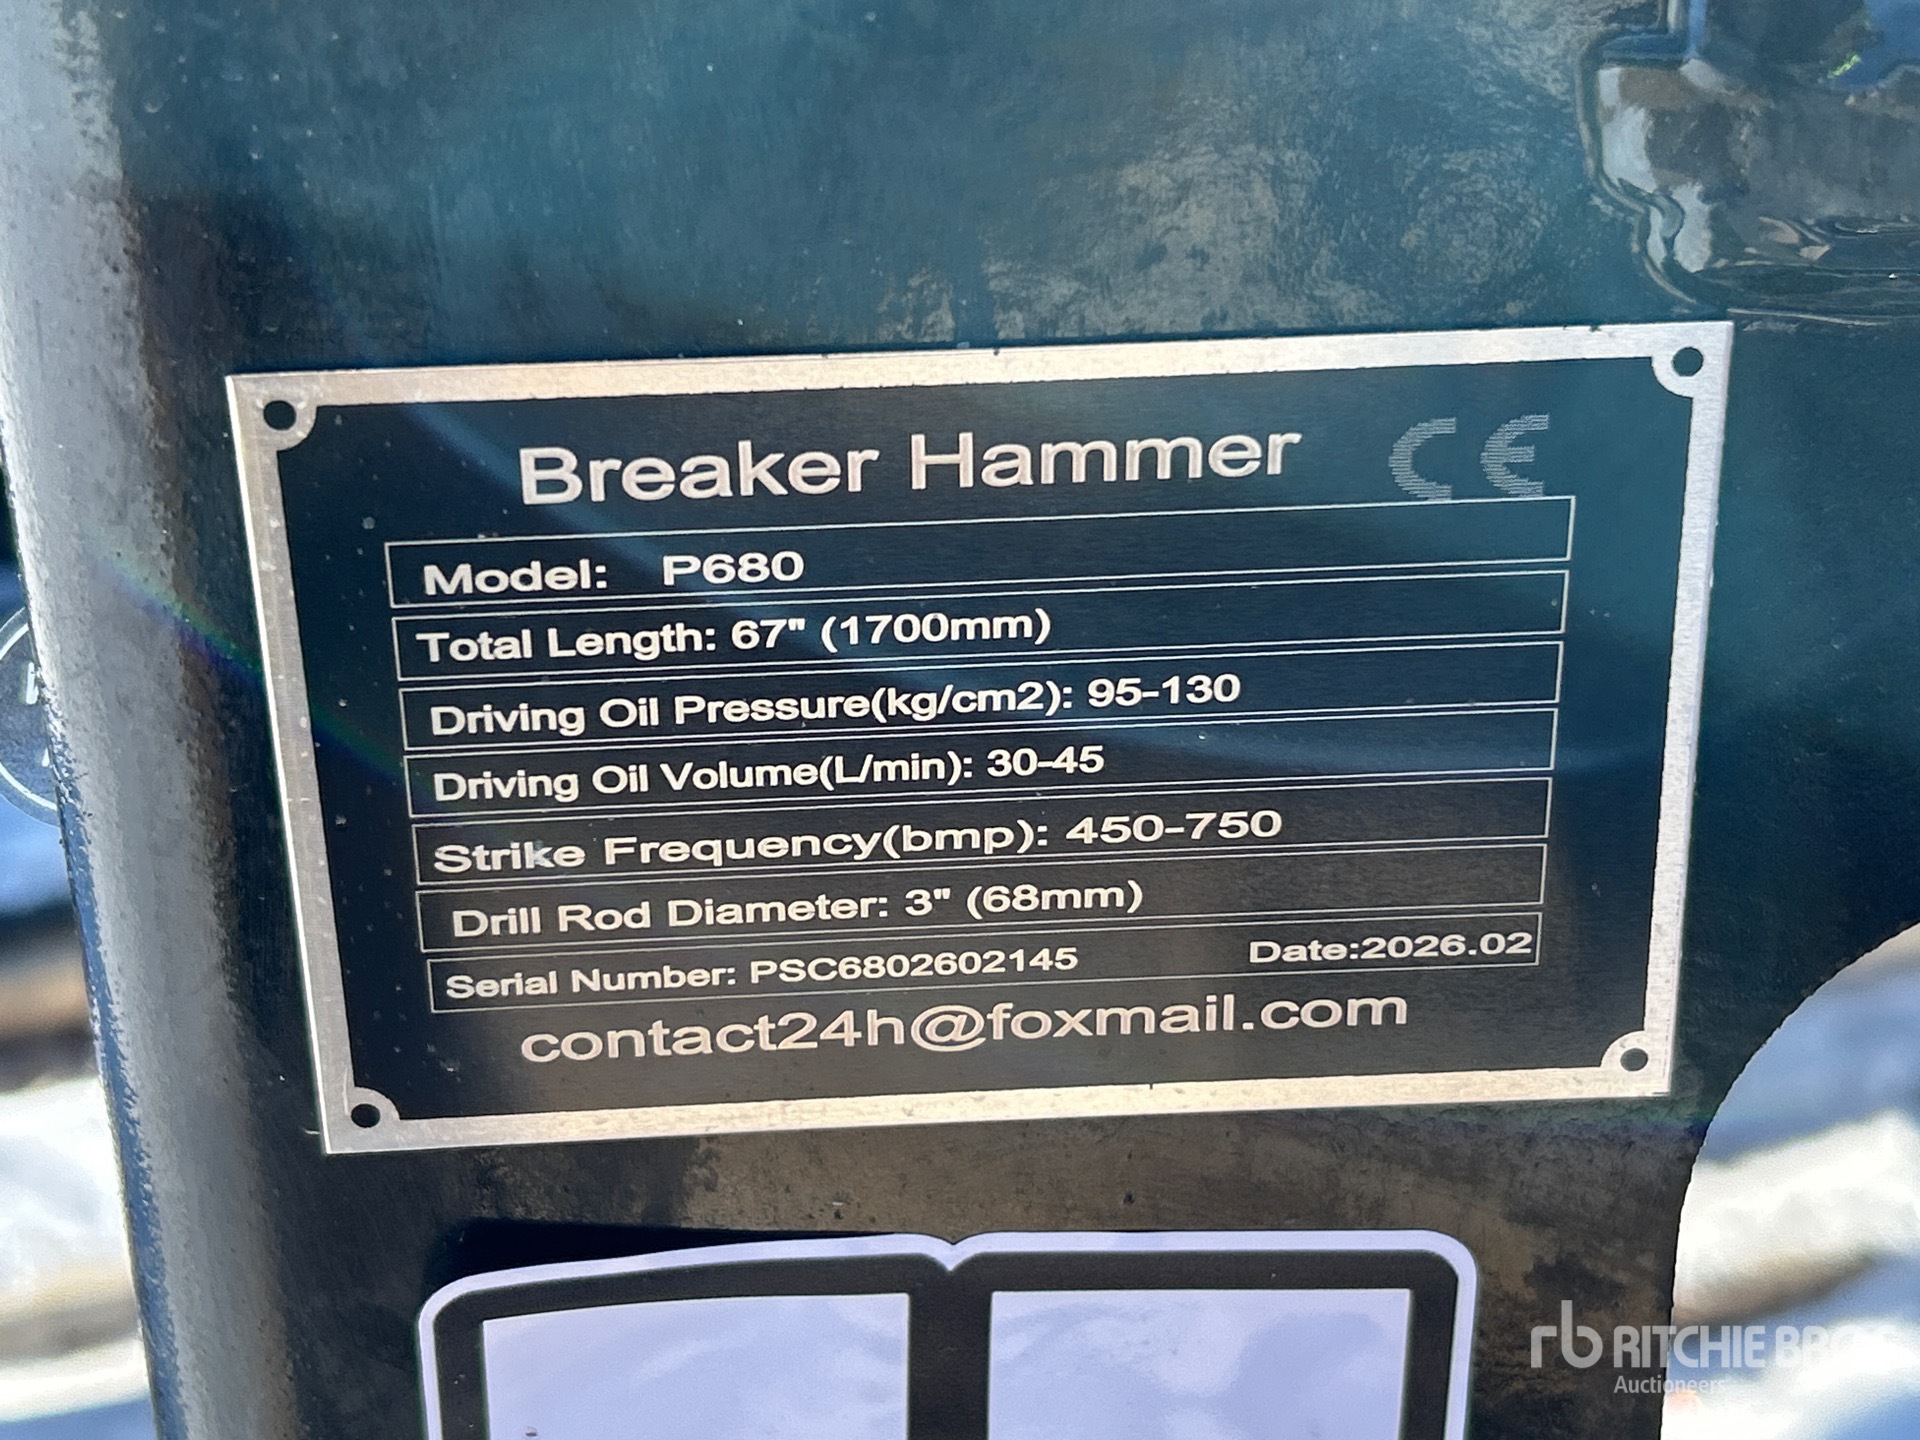 Breaker Hammer CE
Model: P680
Total Length: 67" (1700mm)
Driving Oil Pressure(kg/cm2): 95-130
Driving Oil Volume(L/min): 30-45
Strike Frequency(bmp): 450-750
Drill Rod Diameter: 3" (68mm)
Serial Number: PSC6802602145 Date:2026.02
contact24h@foxmail.com
rb RITCHIE BROS
Auctioneers